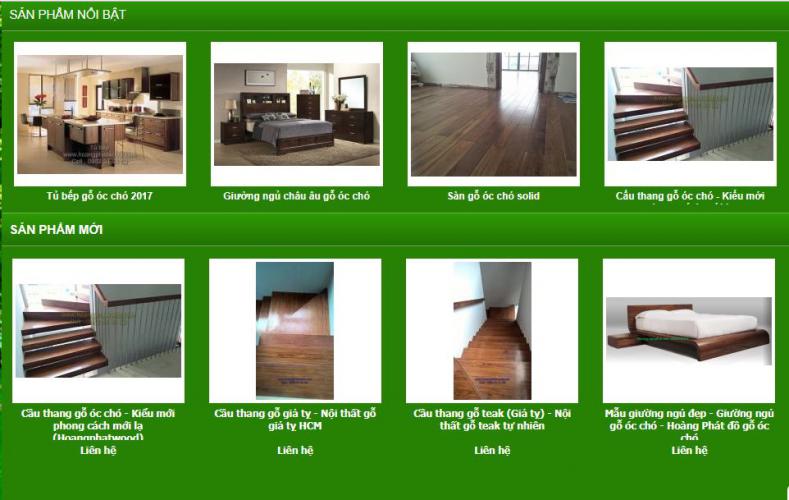 SẢN PHẨM NỔI BẬT
Tủ bếp gỗ óc chó 2017
Giường ngủ châu âu gỗ óc chó
Sàn gỗ óc chó solid
Cầu thang gỗ óc chó - Kiểu mới
SẢN PHẨM MỚI
Cầu thang gỗ óc chó - Kiểu mới
phong cách mới lạ
(Hoangphatwood)
Liên hệ
Cầu thang gỗ giá tỵ - Nội thất gỗ
giá tỵ HCM
Liên hệ
Cầu thang gỗ teak (Giá tỵ) - Nội
thất gỗ teak tự nhiên
Liên hệ
Mẫu giường ngủ đẹp - Giường ngủ
gỗ óc chó - Hoàng Phát đồ gỗ óc
chó
Liên hệ